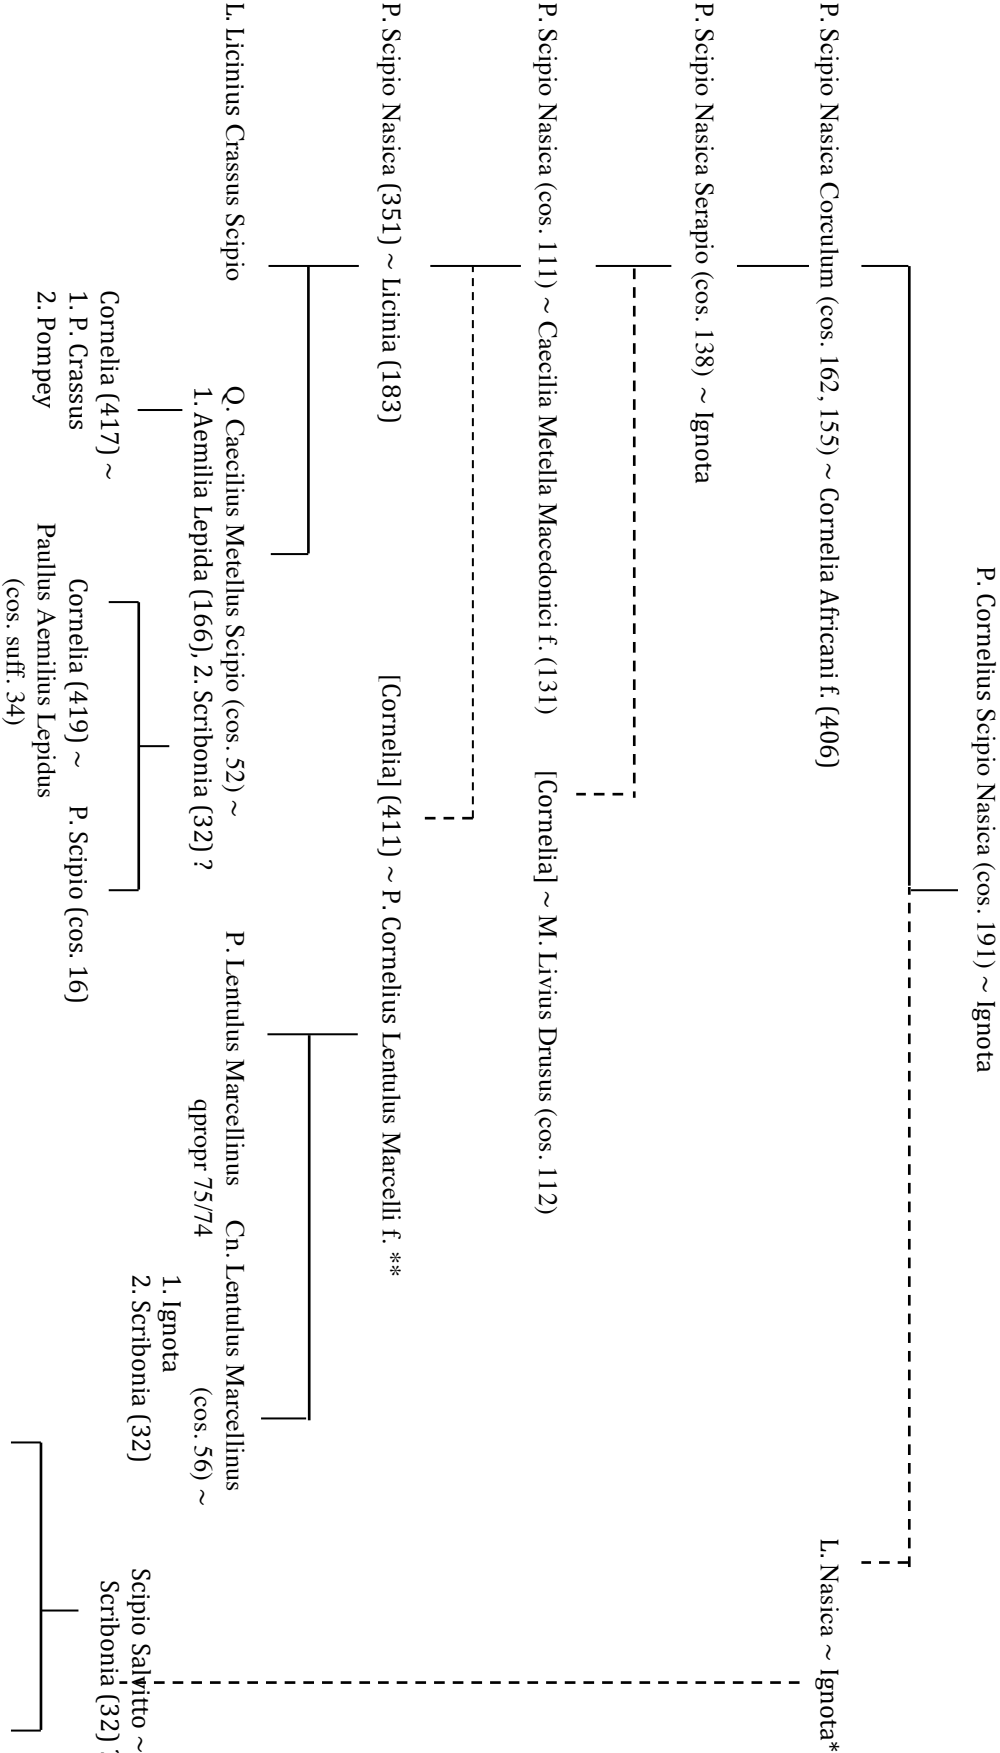 P. Cornelius Scipio Nasica (cos. 191) ~ Ignota
P. Scipio Nasica Corculum (cos. 162, 155) ~ Cornelia Africani f. (406)
L. Nasica ~ Ignota*
P. Scipio Nasica Serapio (cos. 138) ~ Ignota
P. Scipio Nasica (cos. 111) ~ Caecilia Metella Macedonici f. (131)
[Cornelia] ~ M. Livius Drusus (cos. 112)
P. Scipio Nasica (351) ~ Licinia (183)
[Cornelia] (411) ~ P. Cornelius Lentulus Marcelli f. **
L. Licinius Crassus Scipio
Q. Caecilius Metellus Scipio (cos. 52) ~
1. Aemilia Lepida (166), 2. Scribonia (32) ?
P. Lentulus Marcellinus
qpropr 75/74
Cn. Lentulus Marcellinus
(cos. 56) ~
1. Ignota
2. Scribonia (32)
Scipio Salvitto ~
Scribonia (32)
Cornelia (417) ~
1. P. Crassus
2. Pompey
Cornelia (419) ~
Paullus Aemilius Lepidus
(cos. suff. 34)
P. Scipio (cos. 16)